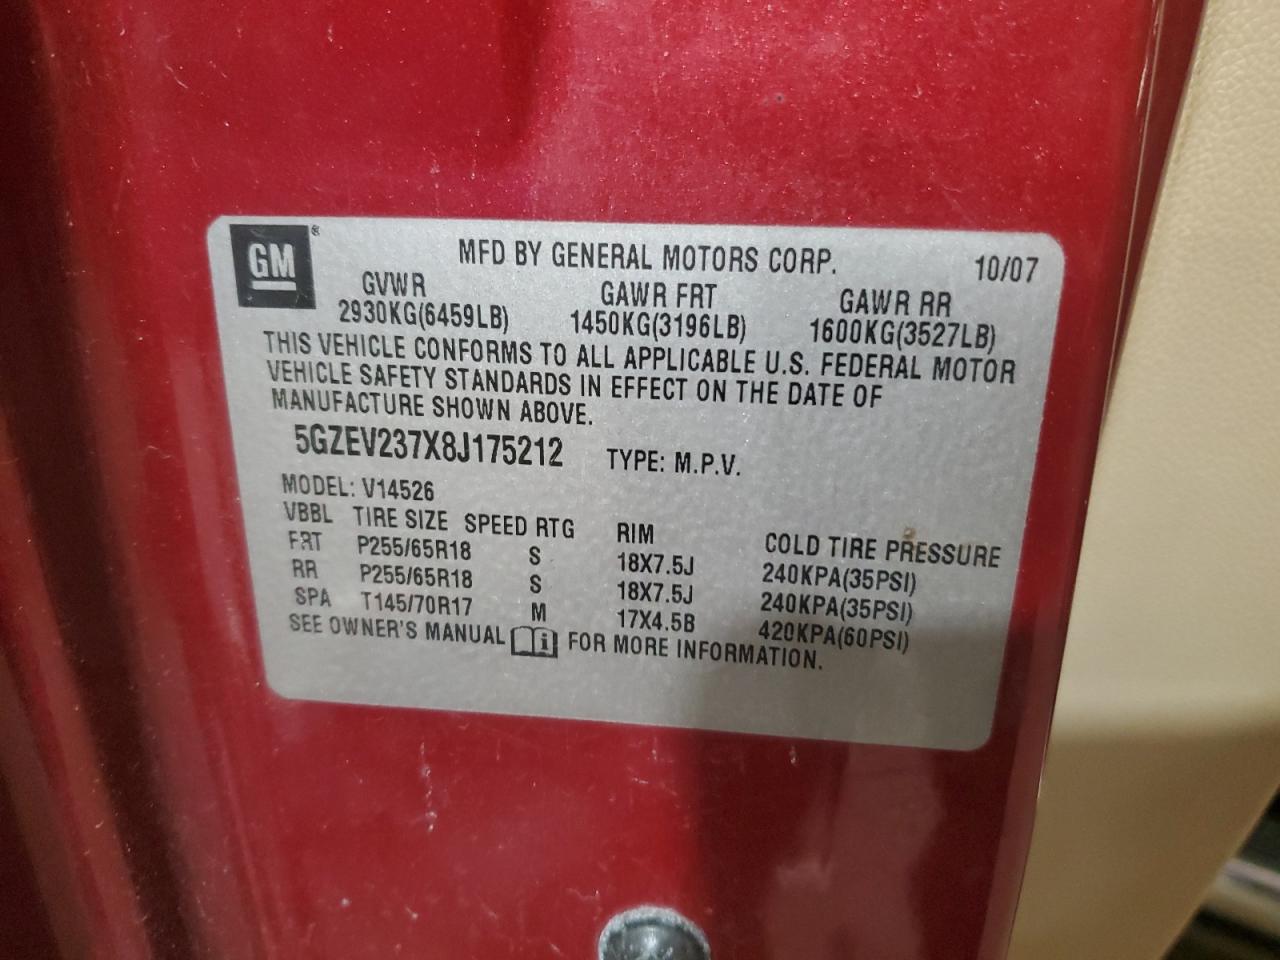 GM®
MFD BY GENERAL MOTORS CORP. 10/07
GVWR GAWR FRT GAWR RR
2930KG(6459LB) 1450KG(3196LB) 1600KG(3527LB)
THIS VEHICLE CONFORMS TO ALL APPLICABLE U.S. FEDERAL MOTOR
VEHICLE SAFETY STANDARDS IN EFFECT ON THE DATE OF
MANUFACTURE SHOWN ABOVE.
5GZEV237X8J175212 TYPE: M.P.V.
MODEL: V14526
VBBL TIRE SIZE SPEED RTG RIM COLD TIRE PRESSURE
FRT P255/65R18 S 18X7.5J 240KPA(35PSI)
RR P255/65R18 S 18X7.5J 240KPA(35PSI)
SPA T145/70R17 M 17X4.5B 420KPA(60PSI)
SEE OWNER'S MANUAL i FOR MORE INFORMATION.